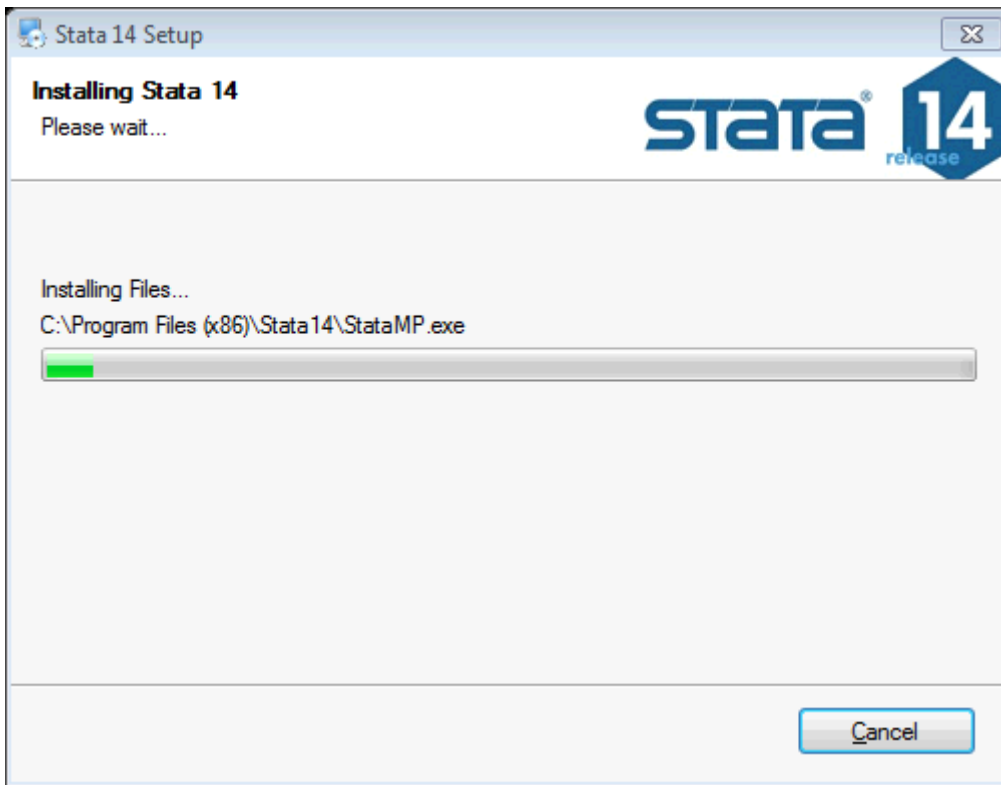 Stata 14 Setup
Installing Stata 14
Please wait...
STATA®
14
release
Installing Files...
C:\Program Files (x86)\Stata14\StataMP.exe
Cancel